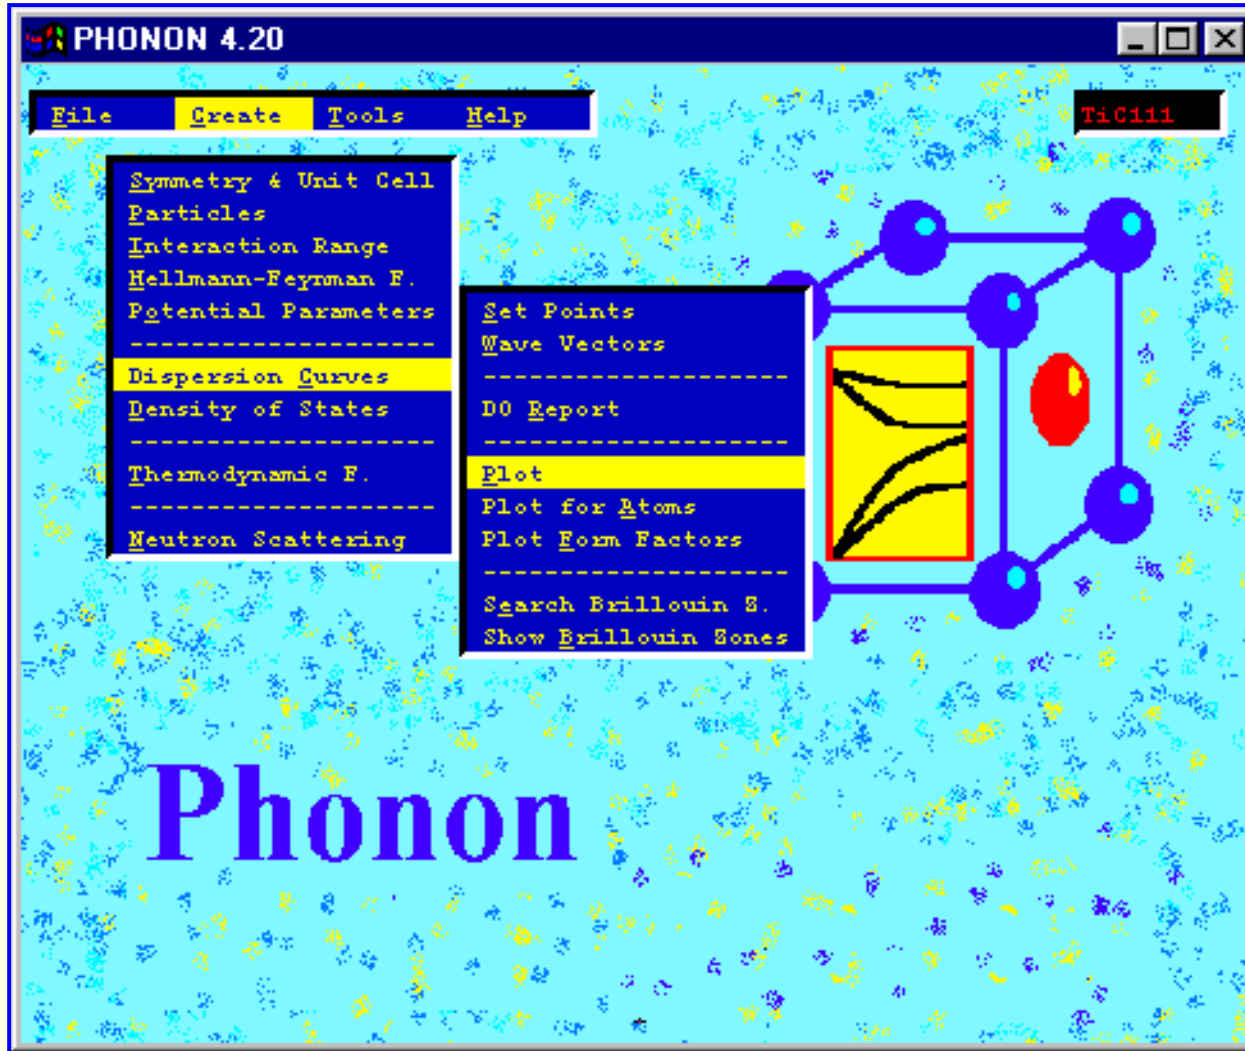 PHONON 4.20
File Create Tools Help
TiC111
Symmetry & Unit Cell
Particles
Interaction Range
Hellmann-Feynman F.
Potential Parameters
--------------------
Dispersion Curves
Density of States
--------------------
Thermodynamic F.
--------------------
Neutron Scattering
Set Points
Wave Vectors
--------------------
DO Report
--------------------
Plot
Plot for Atoms
Plot Form Factors
--------------------
Search Brillouin Z.
Show Brillouin Zones
Phonon